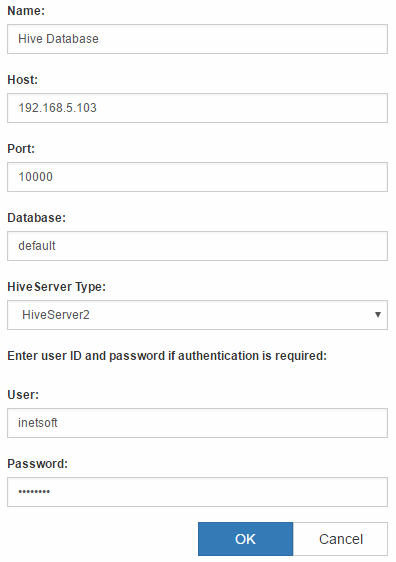 Name:
Hive Database
Host:
192.168.5.103
Port:
10000
Database:
default
HiveServer Type:
HiveServer2
Enter user ID and password if authentication is required:
User:
inetsoft
Password:
••••••••
OK Cancel